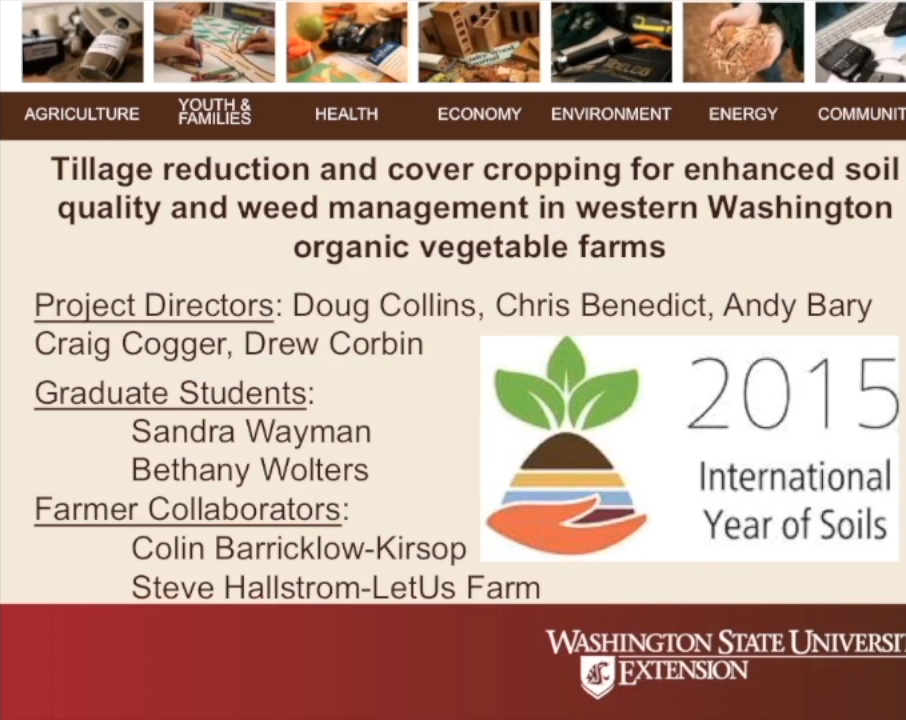 AGRICULTURE
YOUTH &
FAMILIES
HEALTH
ECONOMY
ENVIRONMENT
ENERGY
Tillage reduction and cover cropping for enhanced soil
quality and weed management in western Washington
organic vegetable farms
Project Directors: Doug Collins, Chris Benedict, Andy Bary
Craig Cogger, Drew Corbin
Graduate Students:
Sandra Wayman
Bethany Wolters
Farmer Collaborators:
Colin Barricklow-Kirsop
Steve Hallstrom-LetUs Farm
2015
International
Year of Soils
WASHINGTON STATE
EXTENSION